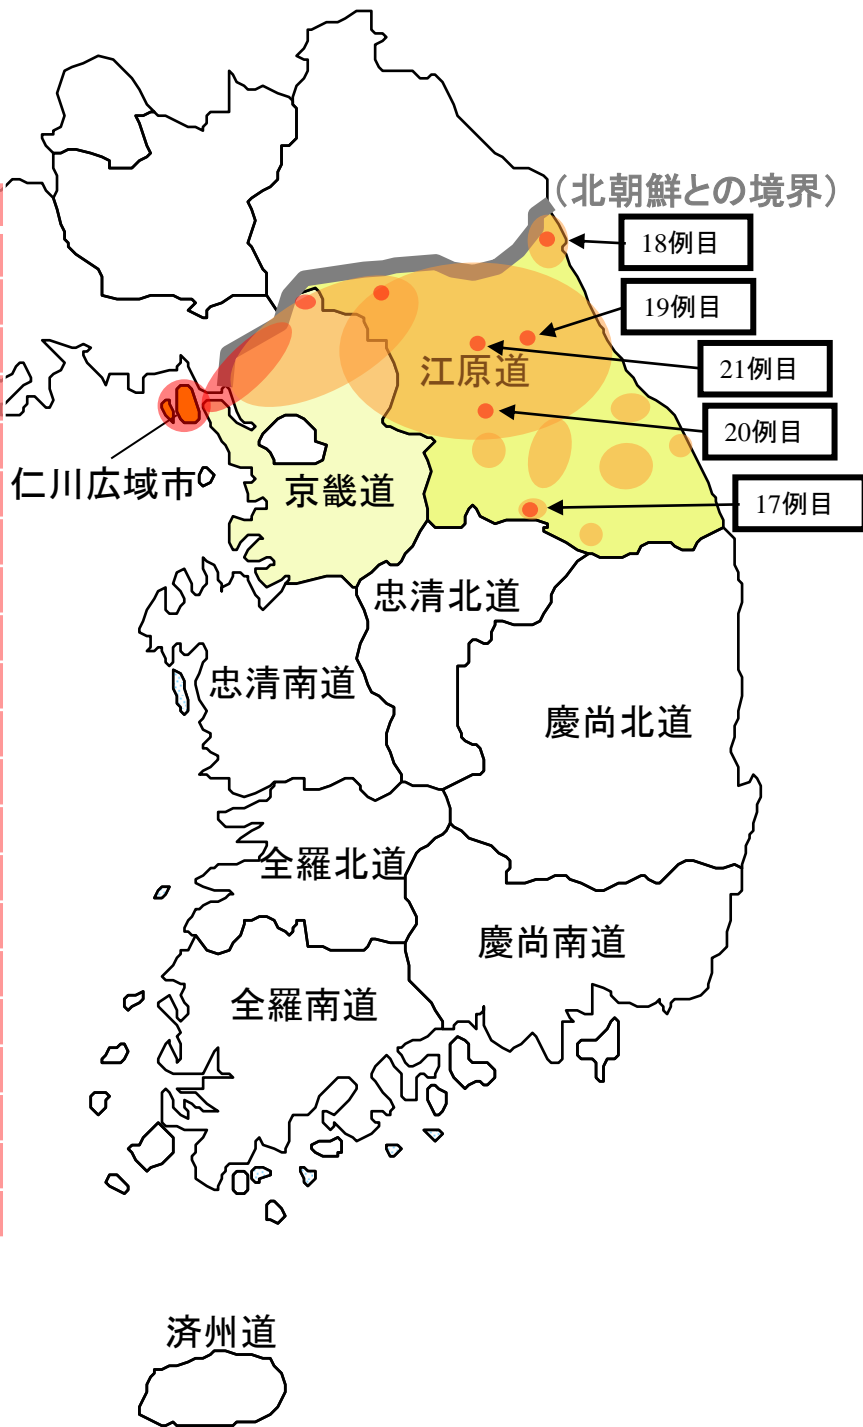 （北朝鮮との境界）
18例目
19例目
21例目
江原道
20例目
仁川広域市
京畿道
17例目
忠清北道
忠清南道
慶尚北道
全羅北道
慶尚南道
全羅南道
済州道